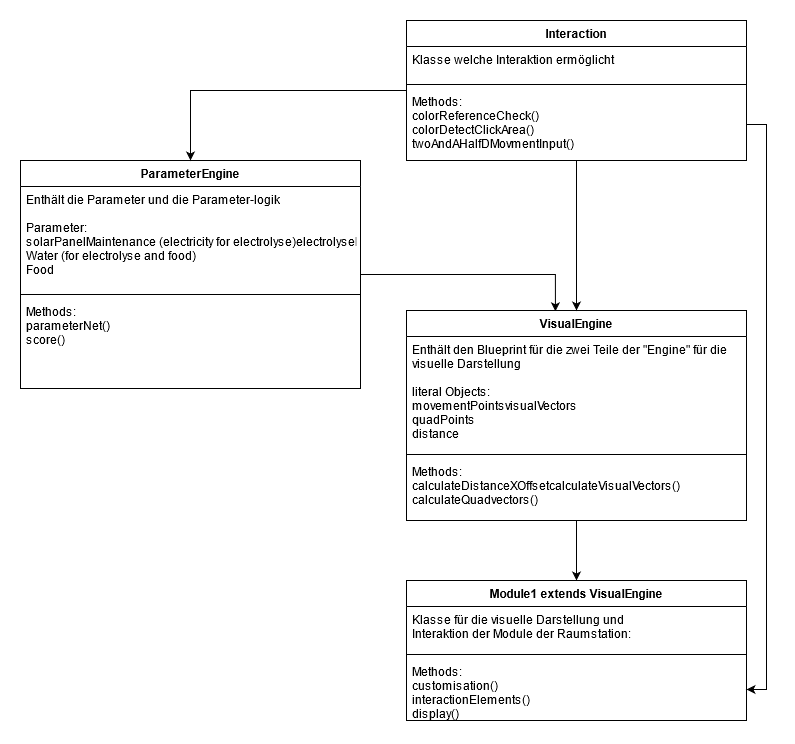 Interaction
Klasse welche Interaktion ermöglicht
Methods:
colorReferenceCheck()
colorDetectClickArea()
twoAndAHalfDMovmentInput()
ParameterEngine
Enthält die Parameter und die Parameter-logik
Parameter:
solarPanelMaintenance (electricity for electrolyse)electrolysel
Water (for electrolyse and food)
Food
Methods:
parameterNet()
score()
VisualEngine
Enthält den Blueprint für die zwei Teile der "Engine" für die
visuelle Darstellung
literal Objects:
movementPointsvisualVectors
quadPoints
distance
Methods:
calculateDistanceXOffsetcalculateVisualVectors()
calculateQuadvectors()
Module1 extends VisualEngine
Klasse für die visuelle Darstellung und
Interaktion der Module der Raumstation:
Methods:
customisation()
interactionElements()
display()